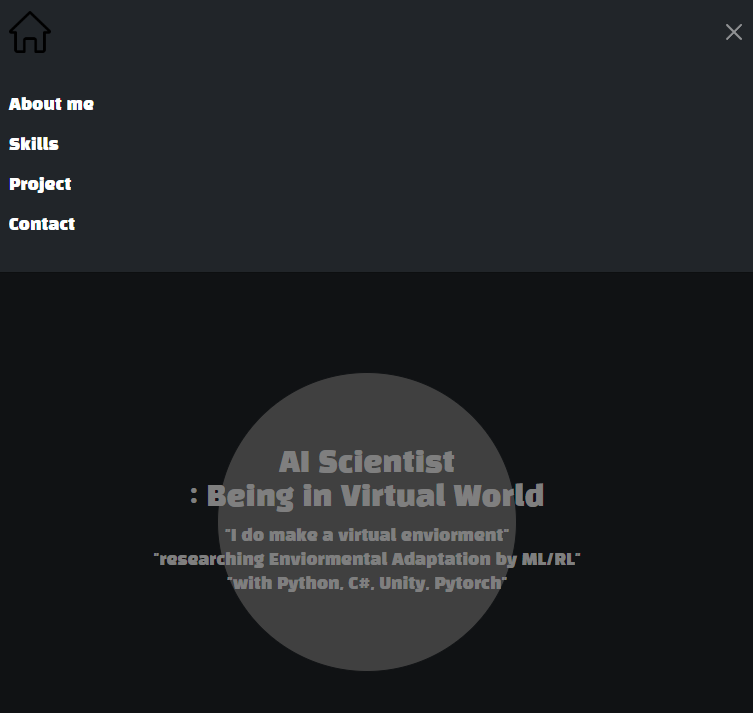 About me
Skills
Project
Contact
AI Scientist
: Being in Virtual World
"I do make a virtual enviorment"
"researching Enviormental Adaptation by ML/RL"
"with Python, C#, Unity, Pytorch"